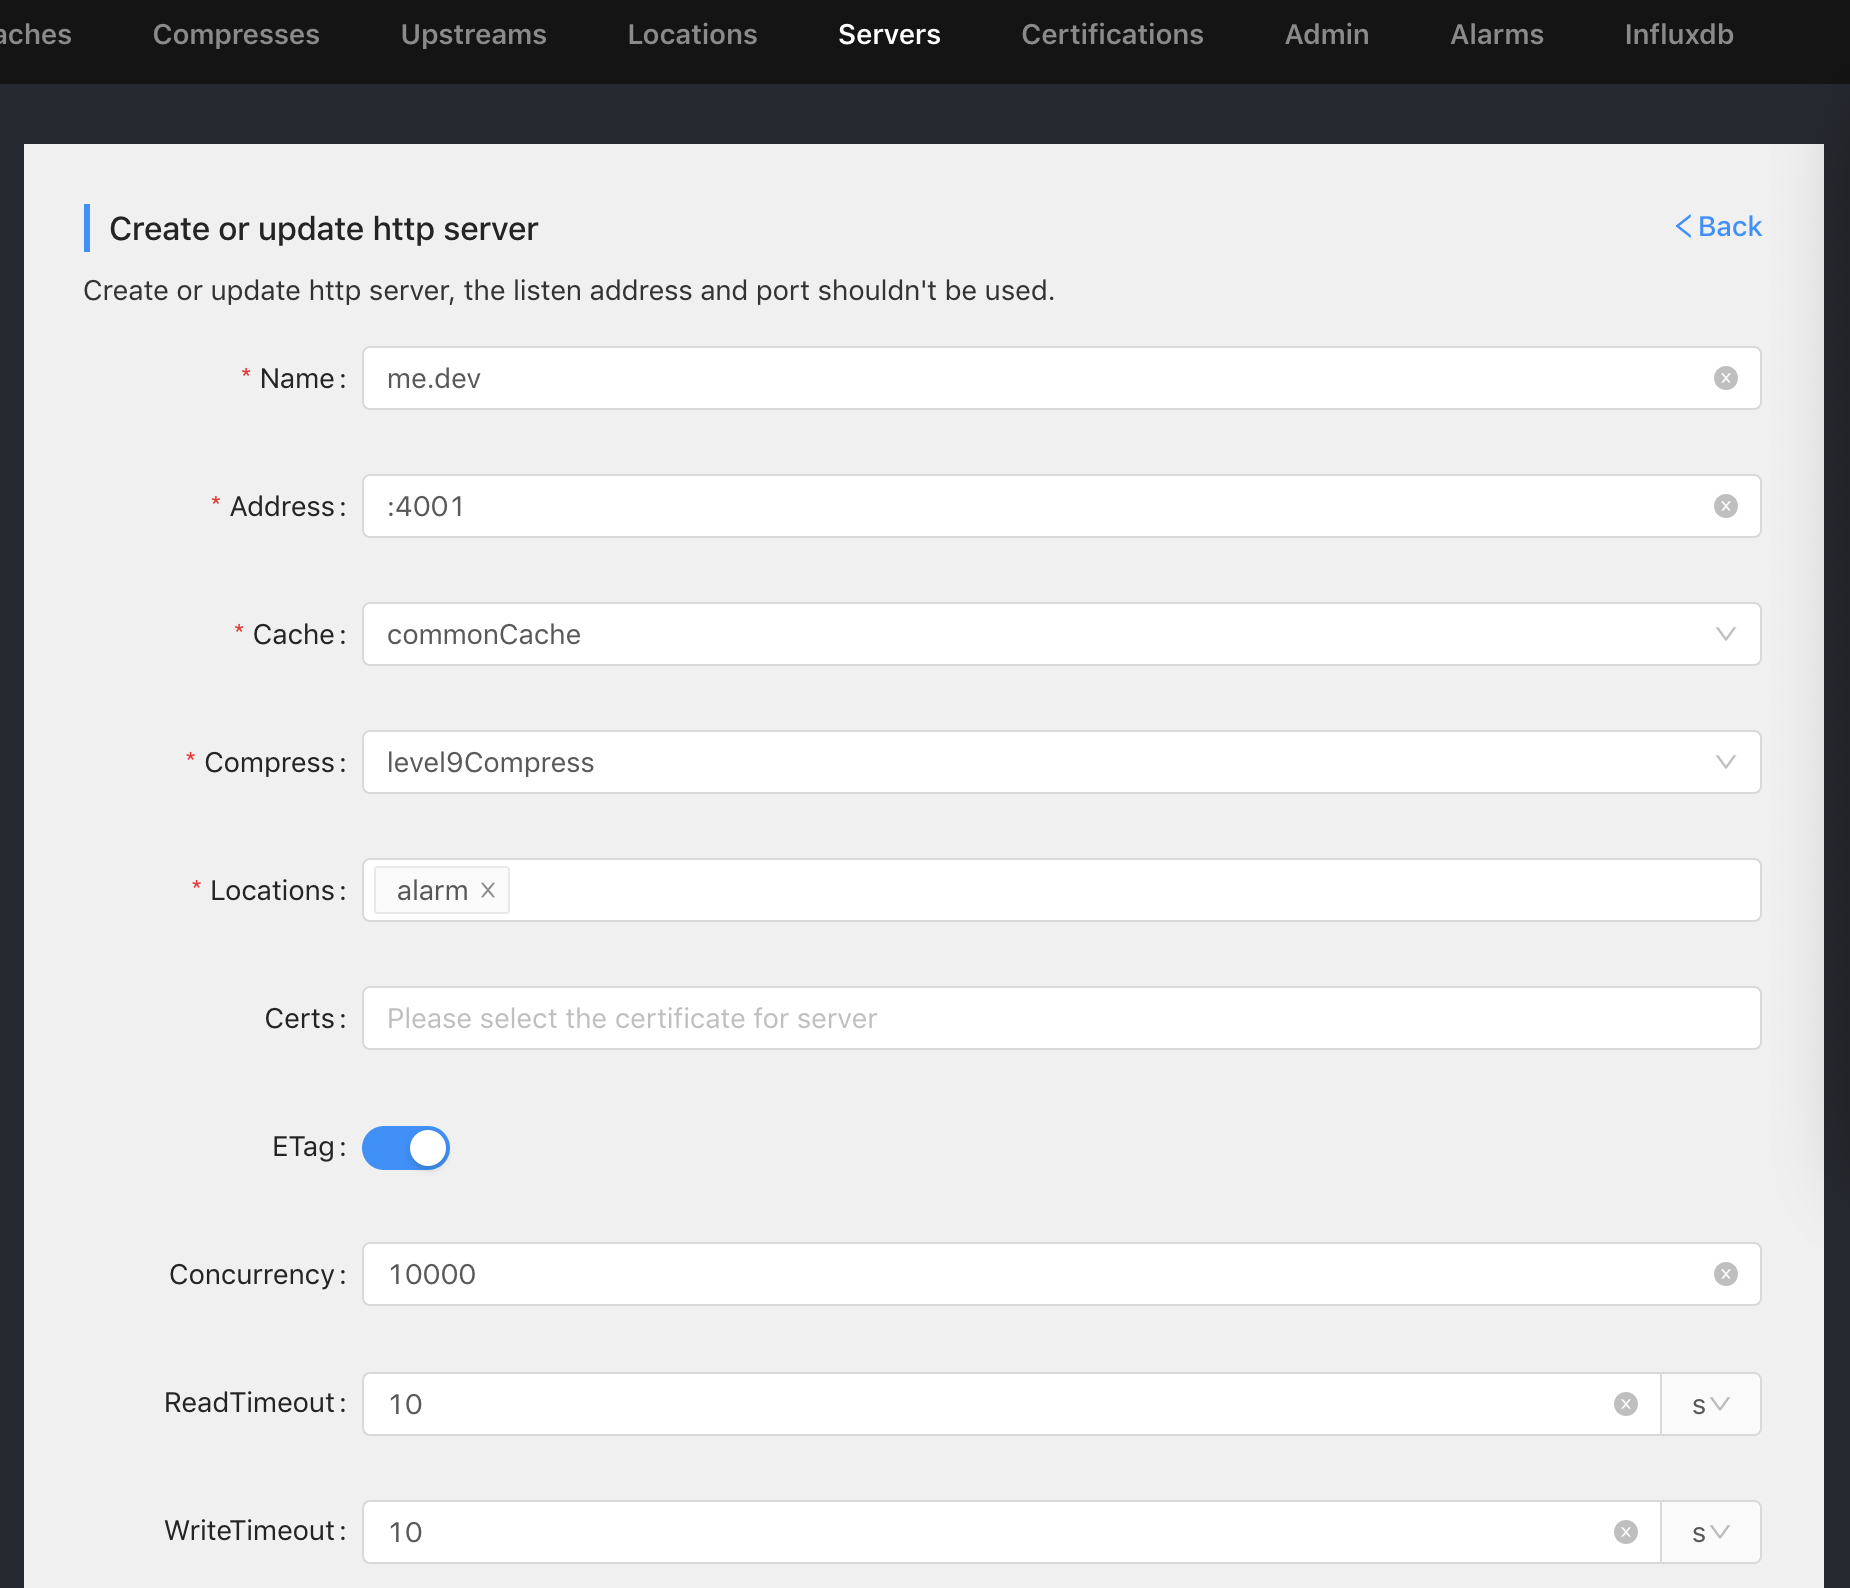 aches Compresses Upstreams Locations Servers Certifications Admin Alarms Influxdb
Create or update http server
Back
Create or update http server, the listen address and port shouldn't be used.
* Name: me.dev
* Address: :4001
* Cache: commonCache
* Compress: level9Compress
* Locations: alarm
Certs: Please select the certificate for server
ETag:
Concurrency: 10000
ReadTimeout: 10 s
WriteTimeout: 10 s